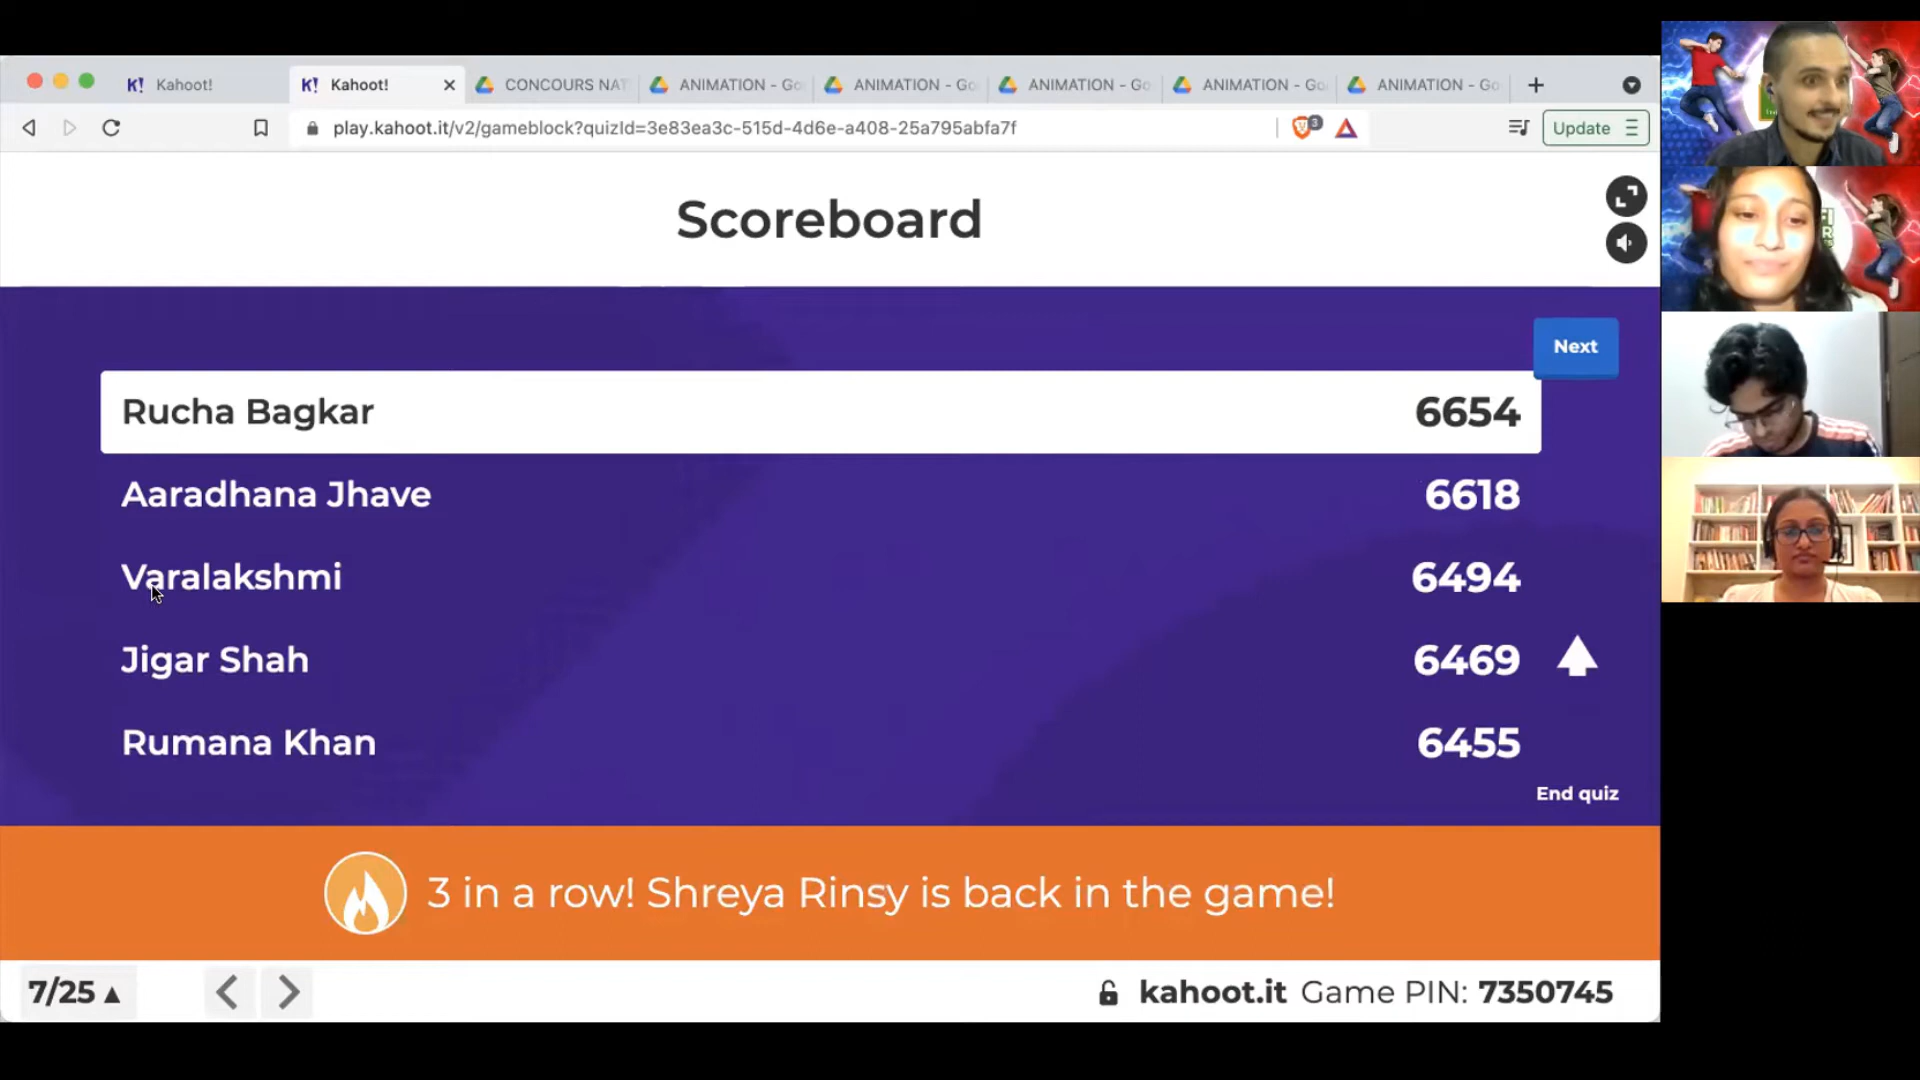 K! Kahoot!
K! Kahoot!
CONCOURS NAT
ANIMATION - Go
ANIMATION - Go
ANIMATION - Go
ANIMATION - Go
ANIMATION - Go
play.kahoot.it/v2/gameblock?quizId=3e83ea3c-515d-4d6e-a408-25a795abfa7f
3
Update
Scoreboard
Next
Rucha Bagkar 6654
Aaradhana Jhave 6618
Varalakshmi 6494
Jigar Shah 6469
Rumana Khan 6455
End quiz
3 in a row! Shreya Rinsy is back in the game!
7/25
kahoot.it Game PIN: 7350745